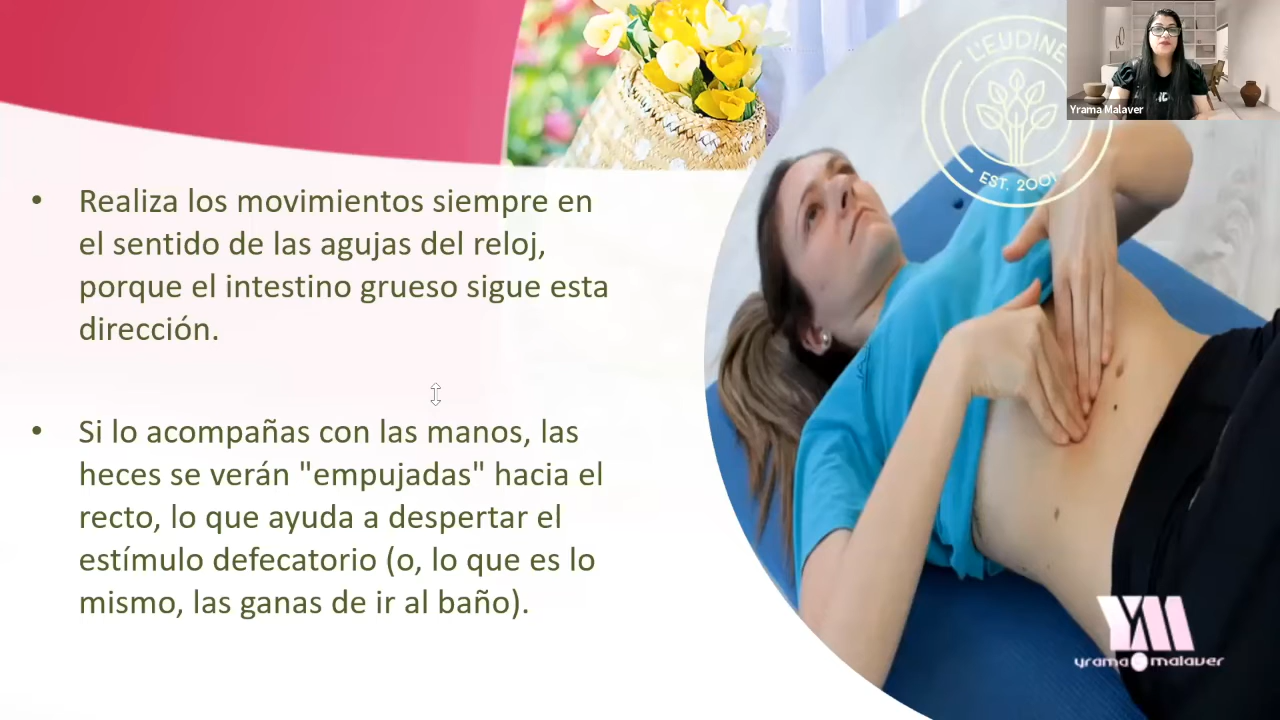 • Realiza los movimientos siempre en
el sentido de las agujas del reloj,
porque el intestino grueso sigue esta
dirección.
• Si lo acompañas con las manos, las
heces se verán "empujadas" hacia el
recto, lo que ayuda a despertar el
estímulo defecatorio (o, lo que es lo
mismo, las ganas de ir al baño).
L'EUDINE
EST. 2001
Yrama Malaver
YM
yrama malaver